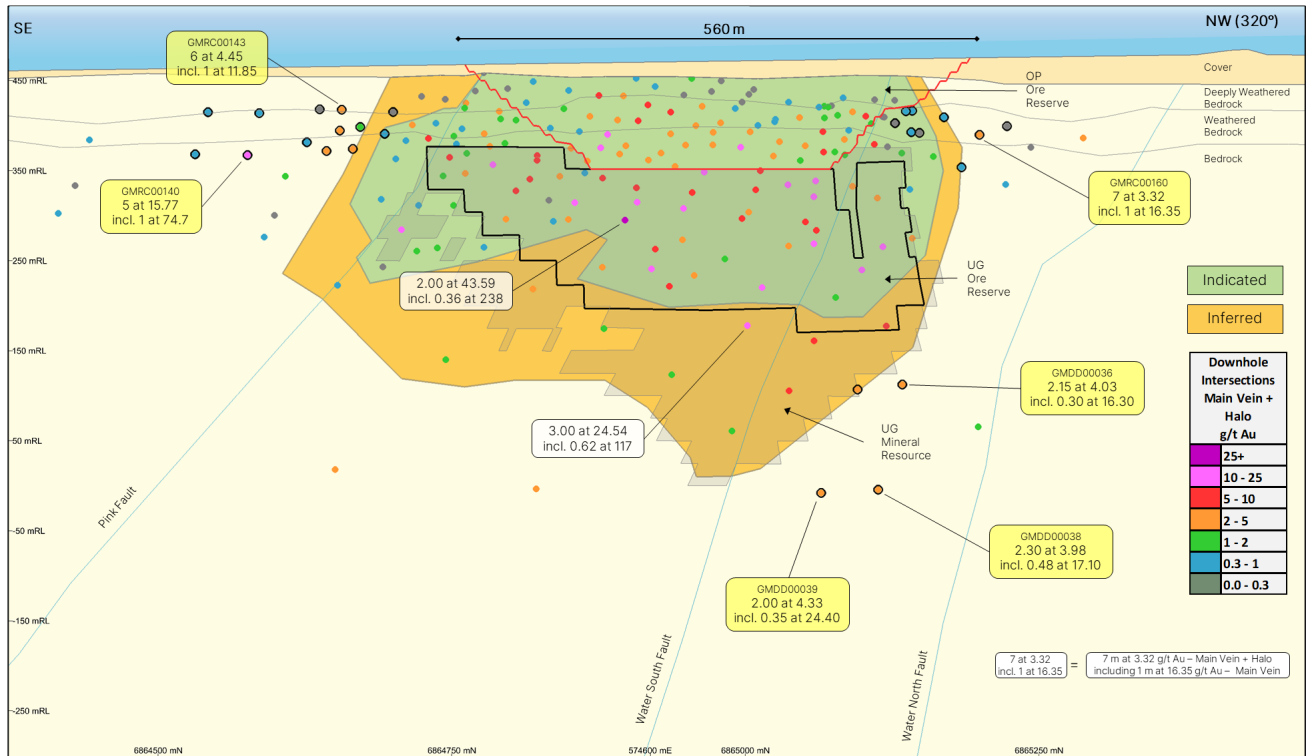 SE
560 m
NW (320°)
GMRC00143
6 at 4.45
incl. 1 at 11.85
450 mRL
OP
Ore
Reserve
Cover
Deeply Weathered
Bedrock
Weathered
Bedrock
Bedrock
350 mRL
GMRC00140
5 at 15.77
incl. 1 at 74.7
GMRC00160
7 at 3.32
incl. 1 at 16.35
250 mRL
2.00 at 43.59
incl. 0.36 at 238
UG
Ore
Reserve
Indicated
Inferred
150 mRL
Downhole
Intersections
Main Vein +
Halo
g/t Au
25+
10 - 25
5 - 10
2 - 5
1 - 2
0.3 - 1
0.0 - 0.3
GMDD00036
2.15 at 4.03
incl. 0.30 at 16.30
3.00 at 24.54
incl. 0.62 at 117
50 mRL
UG
Mineral
Resource
Pink Fault
-50 mRL
GMDD00038
2.30 at 3.98
incl. 0.48 at 17.10
GMDD00039
2.00 at 4.33
incl. 0.35 at 24.40
-150 mRL
Water South Fault
Water North Fault
7 at 3.32
incl. 1 at 16.35
=
7 m at 3.32 g/t Au – Main Vein + Halo
including 1 m at 16.35 g/t Au – Main Vein
-250 mRL
6864500 mN
6864750 mN
574600 mE
6865000 mN
6865250 mN